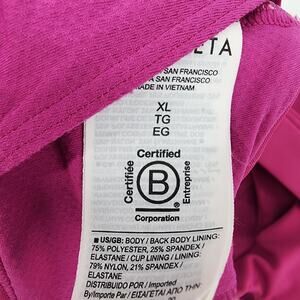 ETA
SAN FRANCISCO
SAN FRANCISCO
MADE IN VIETNAM
XL
TG
EG
Certified
Certifiée
B
Entreprise
Corporation
■ US/GB: BODY / BACK BODY LINING:
75% POLYESTER, 25% SPANDEX /
ELASTANE / CUP LINING / LINING:
79% NYLON, 21% SPANDEX /
ELASTANE
DISTRIBUIDO POR / Importado
By/Importe Par / ΕΙΣΑΓΕΤΑΙ ΑΠΟ ΤΗΝ: